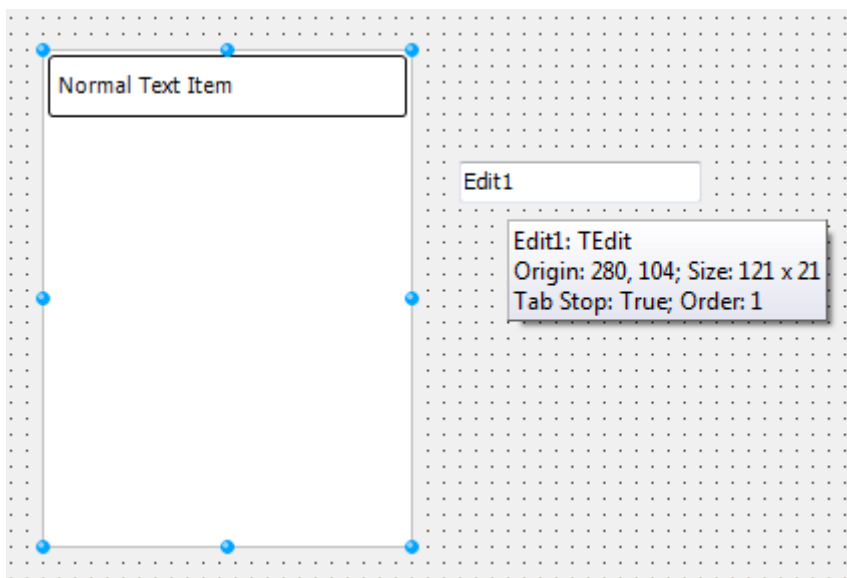 Normal Text Item
Edit1
Edit1: TEdit
Origin: 280, 104; Size: 121 x 21
Tab Stop: True; Order: 1